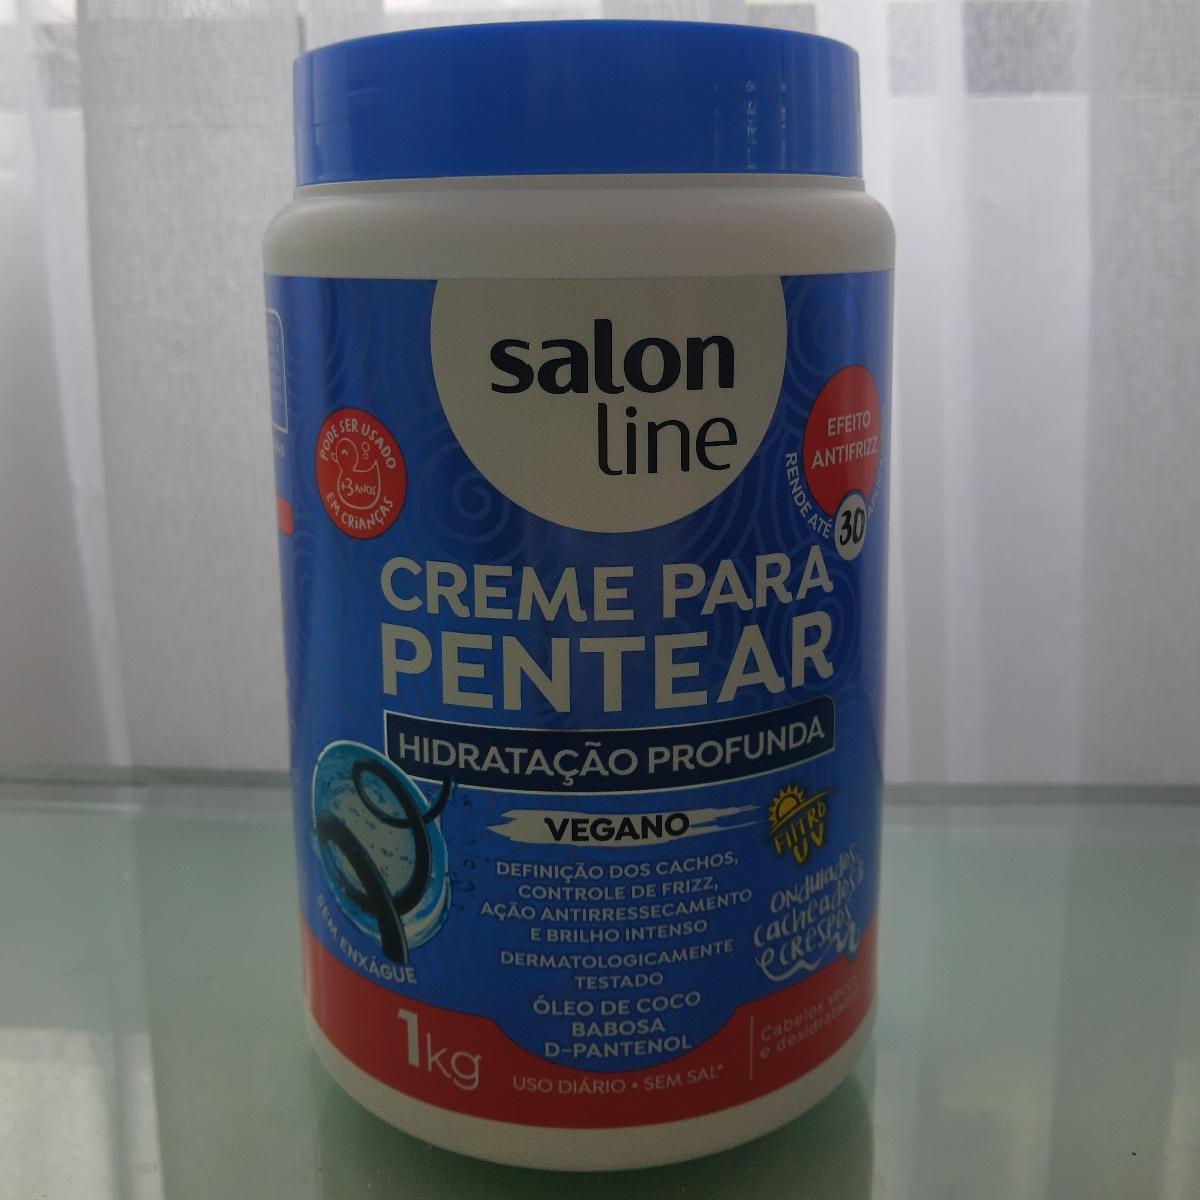 salon
line
PODE SER USADO
+3 ANOS
EM CRIANÇAS
EFEITO
ANTIFRIZZ
RENDE ATÉ
30
APLICAÇÕES
CREME PARA
PENTEAR
HIDRATAÇÃO PROFUNDA
VEGANO
FILTRO
UV
DEFINIÇÃO DOS CACHOS,
CONTROLE DE FRIZZ,
AÇÃO ANTIRRESSECAMENTO
E BRILHO INTENSO
DERMATOLOGICAMENTE
TESTADO
ÓLEO DE COCO
BABOSA
D-PANTENOL
ONDULADOS,
CACHEADOS
E CRESPOS
SEM ENXÁGUE
1kg
USO DIÁRIO • SEM SAL*
Cabelos secos
e desidratados